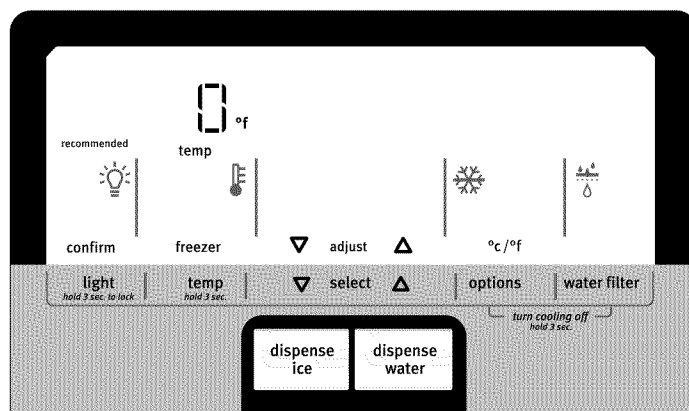 0 °f
recommended
temp
confirm freezer adjust °c/°f
light temp select options water filter
hold 3 sec. to lock hold 3 sec.
turn cooling off
hold 3 sec.
dispense dispense
ice water